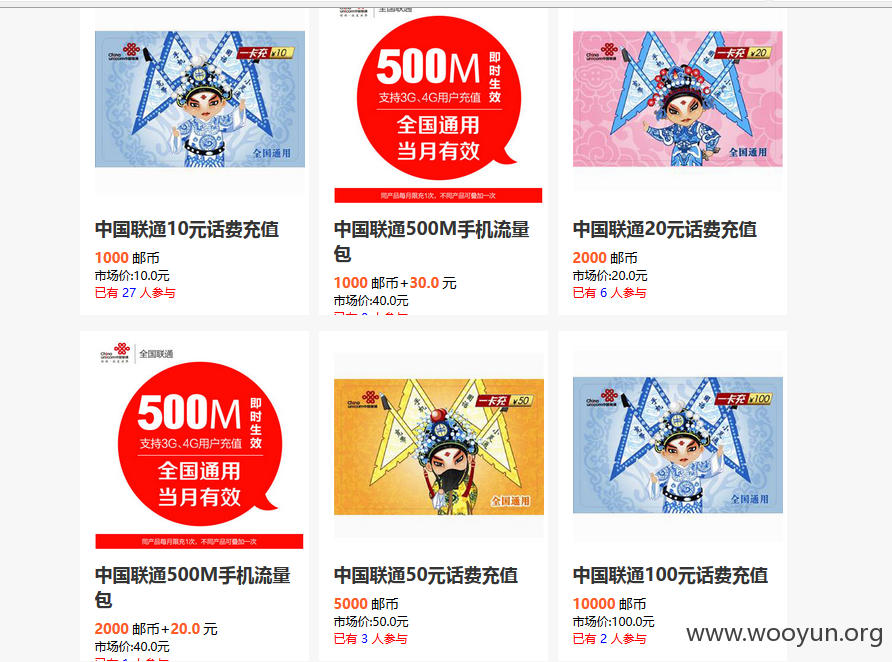 全国联通
China unicom中国联通
一卡充 ¥10
全国通用
中国联通10元话费充值
1000 邮币
市场价:10.0元
已有 27 人参与
500M
即时生效
支持3G、4G用户充值
全国通用
当月有效
同产品每月限充1次，不同产品可叠加一次
中国联通500M手机流量
包
1000 邮币+30.0 元
市场价:40.0元
China unicom中国联通
一卡充 ¥20
全国通用
中国联通20元话费充值
2000 邮币
市场价:20.0元
已有 6 人参与
China unicom中国联通
全国联通
500M
即时生效
支持3G、4G用户充值
全国通用
当月有效
同产品每月限充1次，不同产品可叠加一次
中国联通500M手机流量
包
2000 邮币+20.0 元
市场价:40.0元
China unicom中国联通
一卡充 ¥50
全国通用
中国联通50元话费充值
5000 邮币
市场价:50.0元
已有 3 人参与
China unicom中国联通
一卡充 ¥100
全国通用
中国联通100元话费充值
10000 邮币
市场价:100.0元
已有 2 人参与
www.wooyun.org